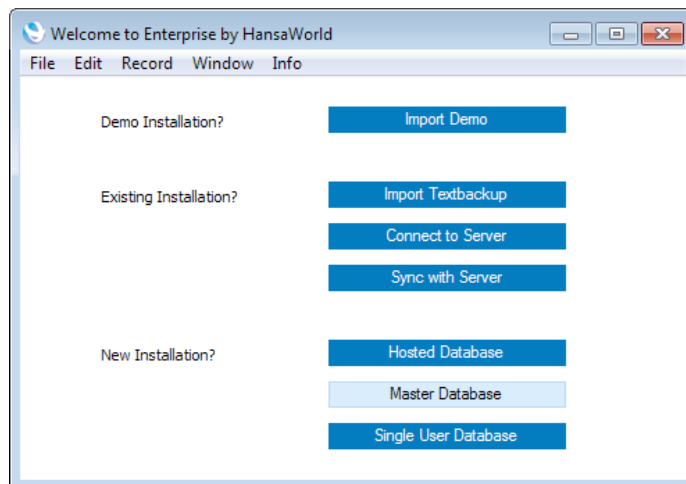 Welcome to Enterprise by HansaWorld
File Edit Record Window Info
Demo Installation? Import Demo
Existing Installation? Import Textbackup
Connect to Server
Sync with Server
New Installation? Hosted Database
Master Database
Single User Database